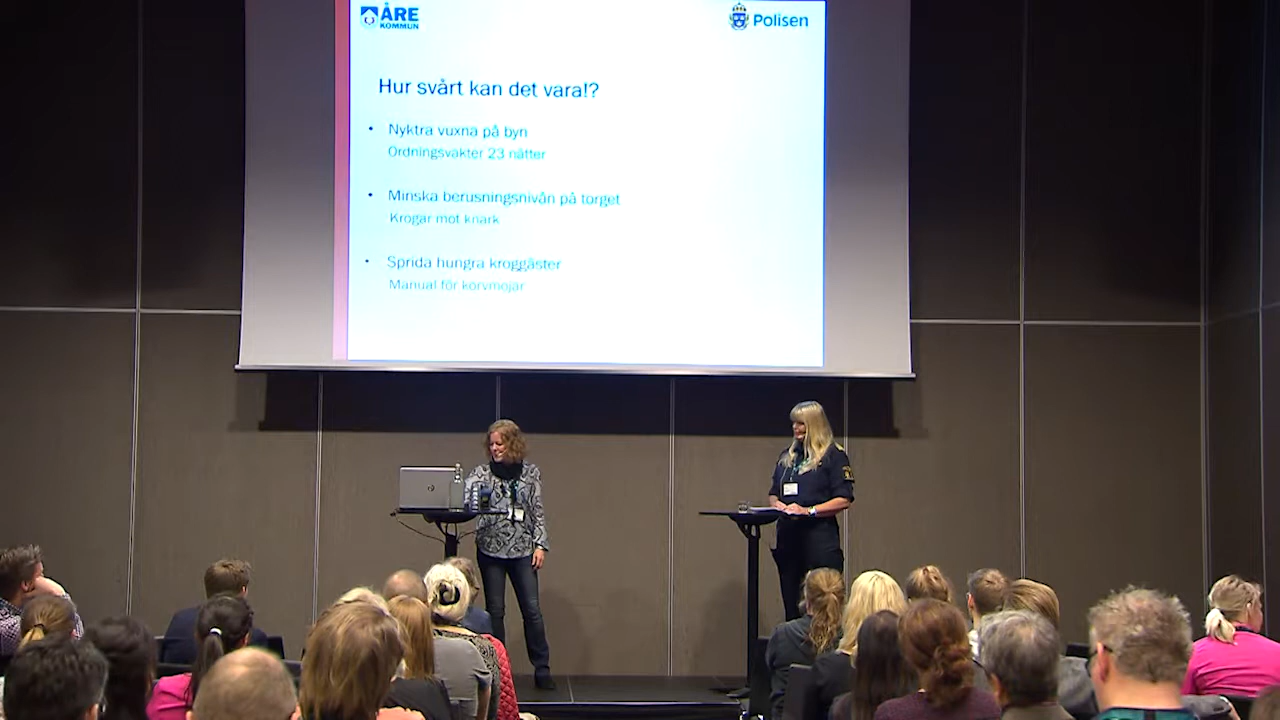 ÅRE
KOMMUN
Polisen
Hur svårt kan det vara!?
• Nyktra vuxna på byn
Ordningsvakter 23 nätter
• Minska berusningsnivån på torget
Krogar mot knark
• Sprida hungra kroggäster
Manual för korvmojar